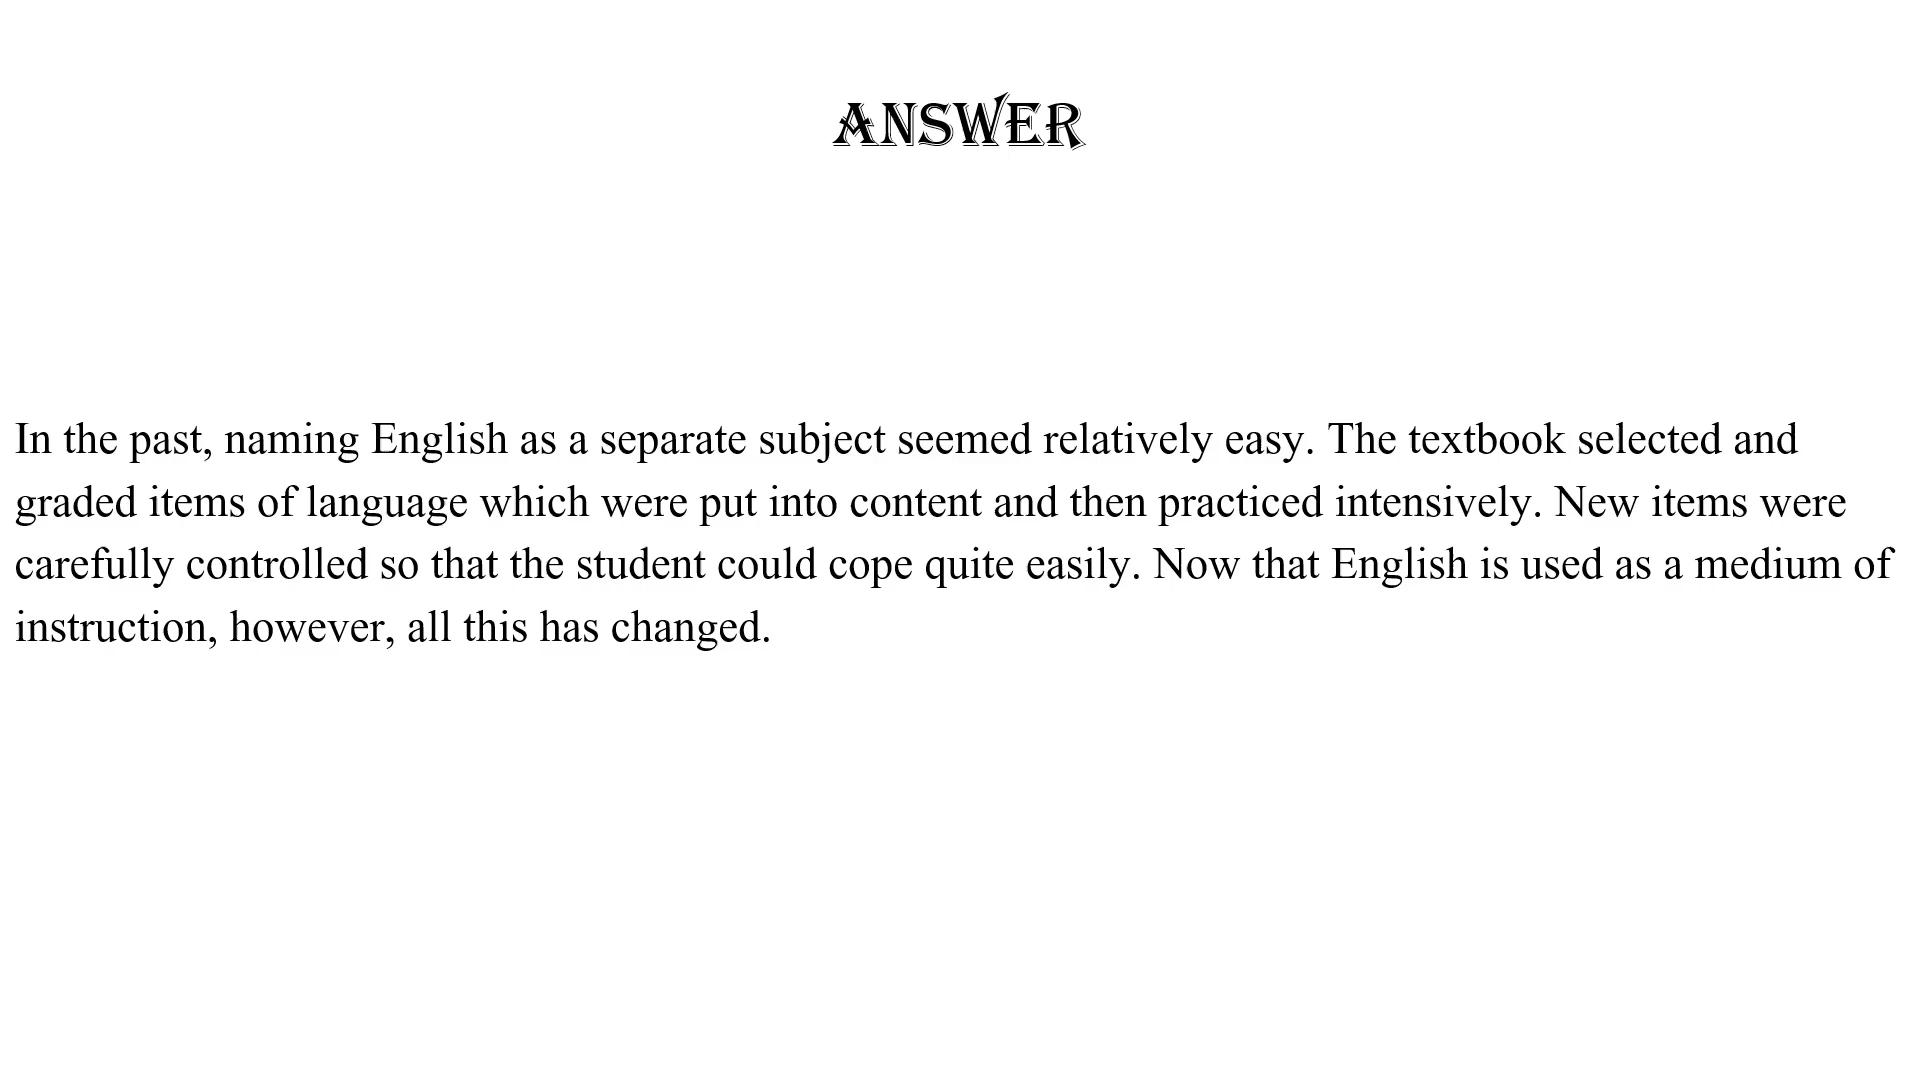 ANSWER
In the past, naming English as a separate subject seemed relatively easy. The textbook selected and
graded items of language which were put into content and then practiced intensively. New items were
carefully controlled so that the student could cope quite easily. Now that English is used as a medium of
instruction, however, all this has changed.